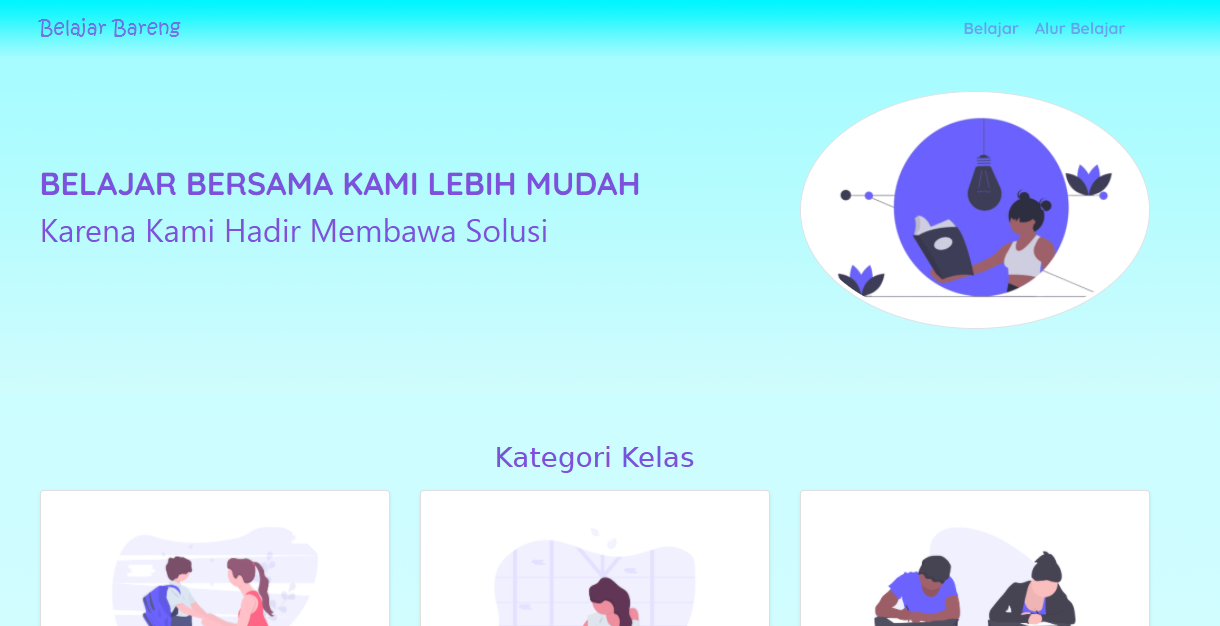 Belajar Bareng
Belajar Alur Belajar
BELAJAR BERSAMA KAMI LEBIH MUDAH
Karena Kami Hadir Membawa Solusi
Kategori Kelas